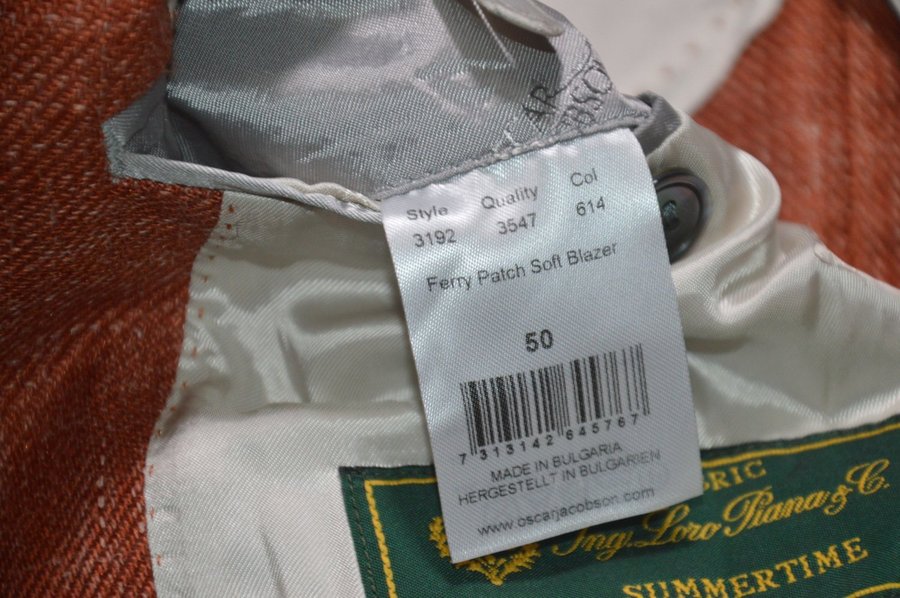 Style Quality Col
3192 3547 614
Ferry Patch Soft Blazer
50
7 313142 645767
MADE IN BULGARIA
HERGESTELLT IN BULGARIEN
www.oscarjacobson.com
Ing. Loro Piana & C.
SUMMERTIME